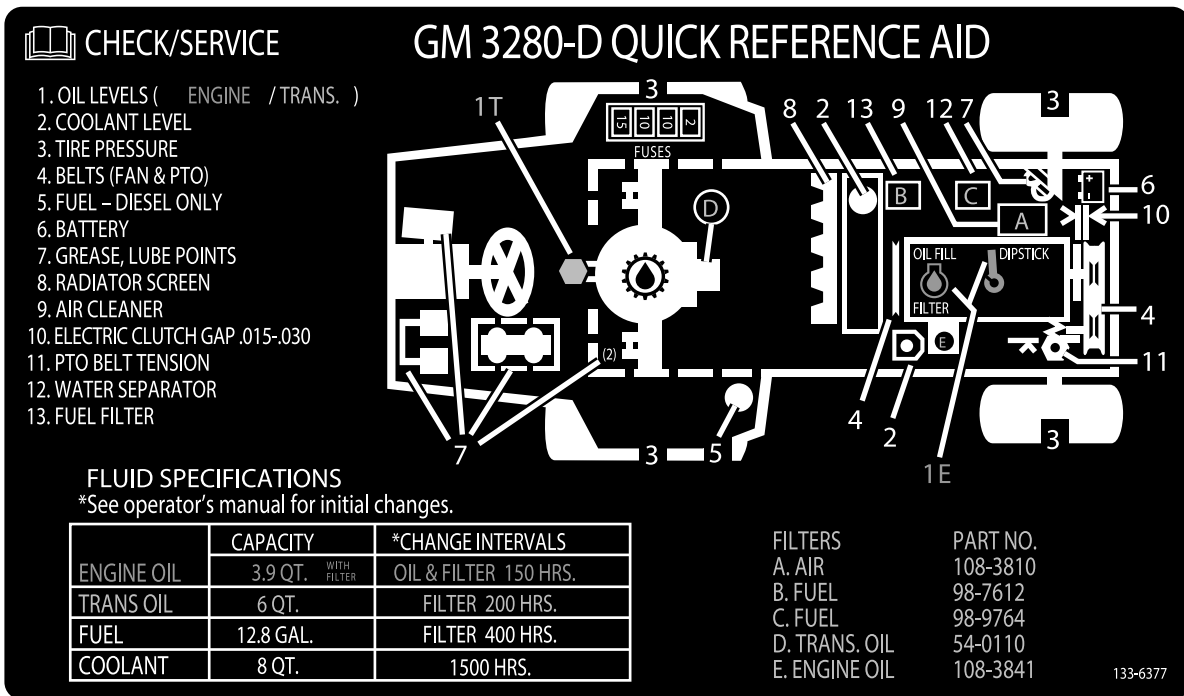 CHECK/SERVICE
GM 3280-D QUICK REFERENCE AID
1. OIL LEVELS ( ENGINE / TRANS. )
2. COOLANT LEVEL
3. TIRE PRESSURE
4. BELTS (FAN & PTO)
5. FUEL – DIESEL ONLY
6. BATTERY
7. GREASE, LUBE POINTS
8. RADIATOR SCREEN
9. AIR CLEANER
10. ELECTRIC CLUTCH GAP .015-.030
11. PTO BELT TENSION
12. WATER SEPARATOR
13. FUEL FILTER
1T
3
15 10 10 2
FUSES
8 2 13 9 12 7
3
B
C
A
+
-
6
10
D
OIL FILL
DIPSTICK
FILTER
E
4
11
(2)
7
3
5
4
2
1E
3
FLUID SPECIFICATIONS
*See operator's manual for initial changes.
CAPACITY *CHANGE INTERVALS
ENGINE OIL 3.9 QT. WITH FILTER OIL & FILTER 150 HRS.
TRANS OIL 6 QT. FILTER 200 HRS.
FUEL 12.8 GAL. FILTER 400 HRS.
COOLANT 8 QT. 1500 HRS.
FILTERS PART NO.
A. AIR 108-3810
B. FUEL 98-7612
C. FUEL 98-9764
D. TRANS. OIL 54-0110
E. ENGINE OIL 108-3841
133-6377